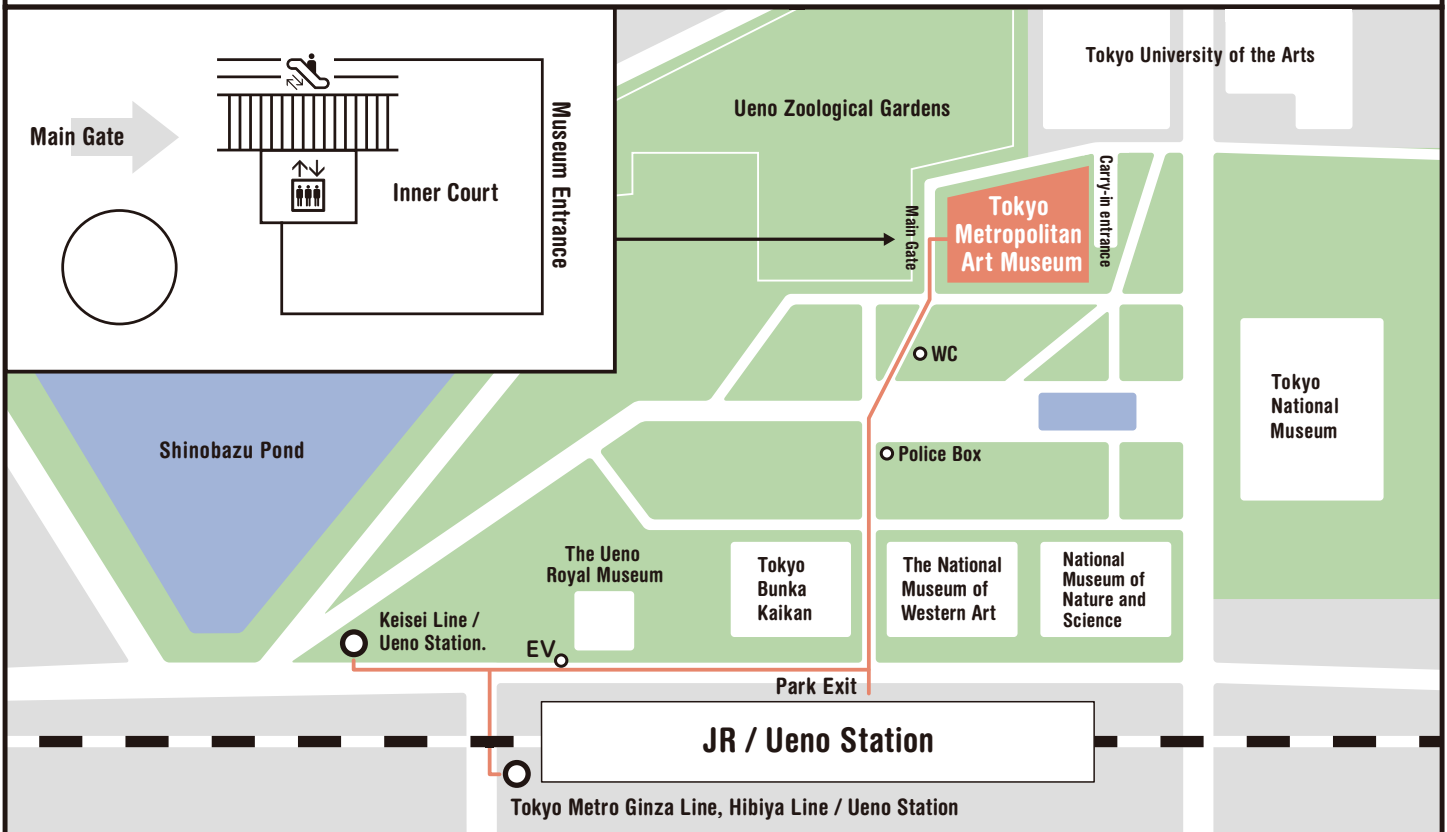 Main Gate
Inner Court
Museum Entrance
Tokyo University of the Arts
Ueno Zoological Gardens
Carry-in entrance
Main Gate
Tokyo
Metropolitan
Art Museum
WC
Tokyo
National
Museum
Shinobazu Pond
Police Box
The Ueno
Royal Museum
Tokyo
Bunka
Kaikan
The National
Museum of
Western Art
National
Museum of
Nature and
Science
Keisei Line /
Ueno Station.
EV
Park Exit
JR / Ueno Station
Tokyo Metro Ginza Line, Hibiya Line / Ueno Station